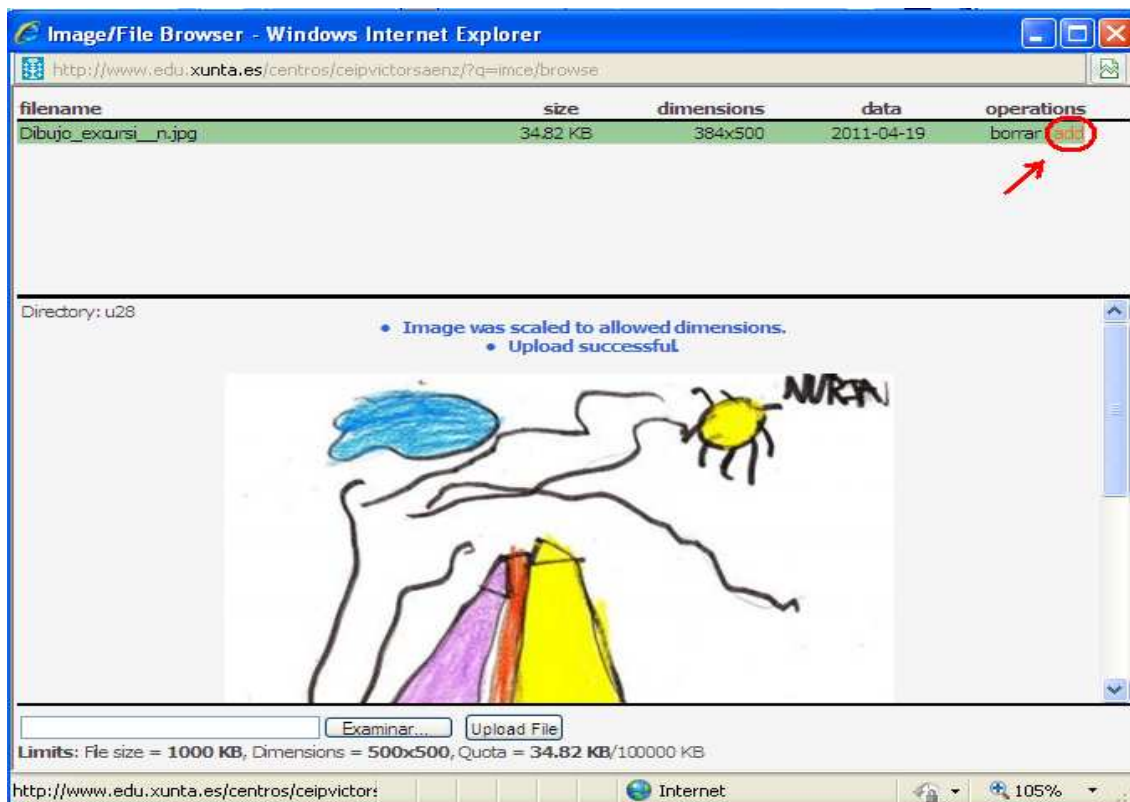 Image/File Browser - Windows Internet Explorer
http://www.edu.xunta.es/centros/ceipvictorsaenz/?q=imce/browse
filename size dimensions data operations
Dibujo_excursi__n.jpg 34.82 KB 384x500 2011-04-19 borrar add
Directory: u28
• Image was scaled to allowed dimensions.
• Upload successful.
Examinar... Upload File
Limits: File size = 1000 KB, Dimensions = 500x500, Quota = 34.82 KB/100000 KB
http://www.edu.xunta.es/centros/ceipvictor: Internet 105%